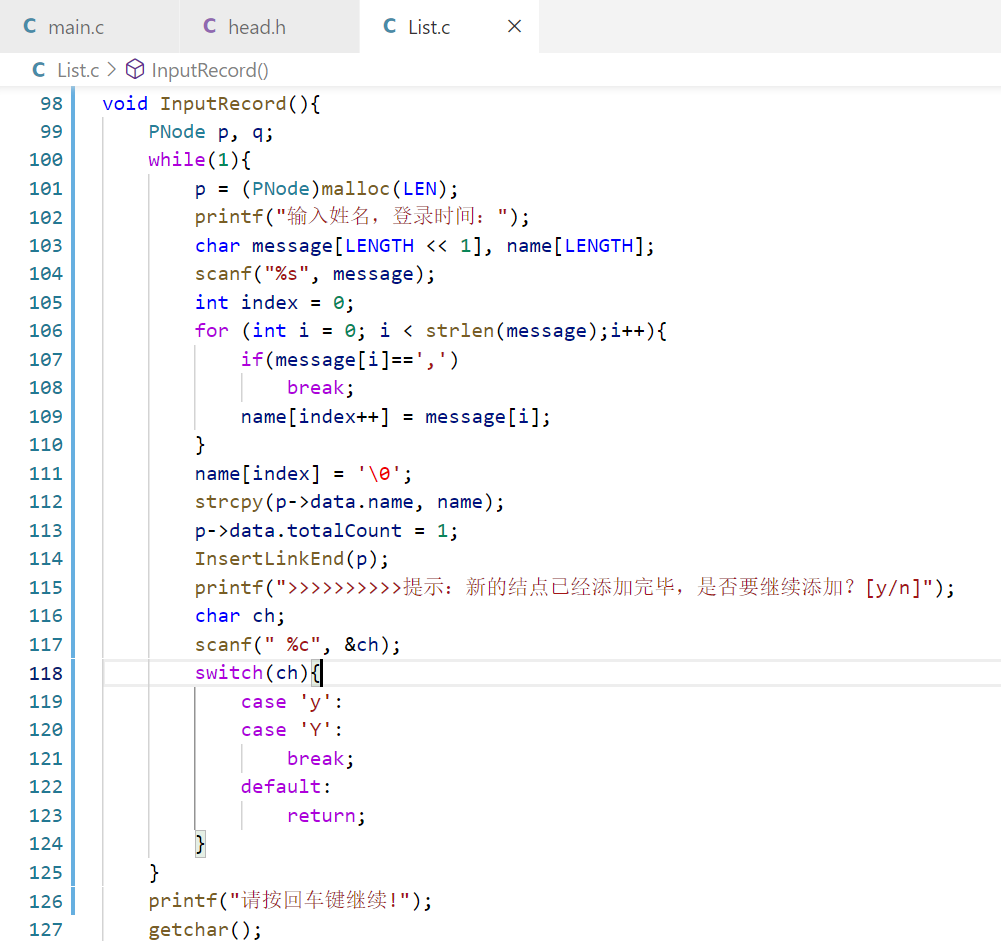 C main.c C head.h C List.c ×
C List.c > InputRecord()
98 void InputRecord(){
99 PNode p, q;
100 while(1){
101 p = (PNode)malloc(LEN);
102 printf("输入姓名，登录时间：");
103 char message[LENGTH << 1], name[LENGTH];
104 scanf("%s", message);
105 int index = 0;
106 for (int i = 0; i < strlen(message);i++){
107 if(message[i]==',')
108 break;
109 name[index++] = message[i];
110 }
111 name[index] = '\0';
112 strcpy(p->data.name, name);
113 p->data.totalCount = 1;
114 InsertLinkEnd(p);
115 printf(">>>>>>>>>>提示：新的结点已经添加完毕，是否要继续添加？[y/n]");
116 char ch;
117 scanf(" %c", &ch);
118 switch(ch){
119 case 'y':
120 case 'Y':
121 break;
122 default:
123 return;
124 }
125 }
126 printf("请按回车键继续!");
127 getchar();